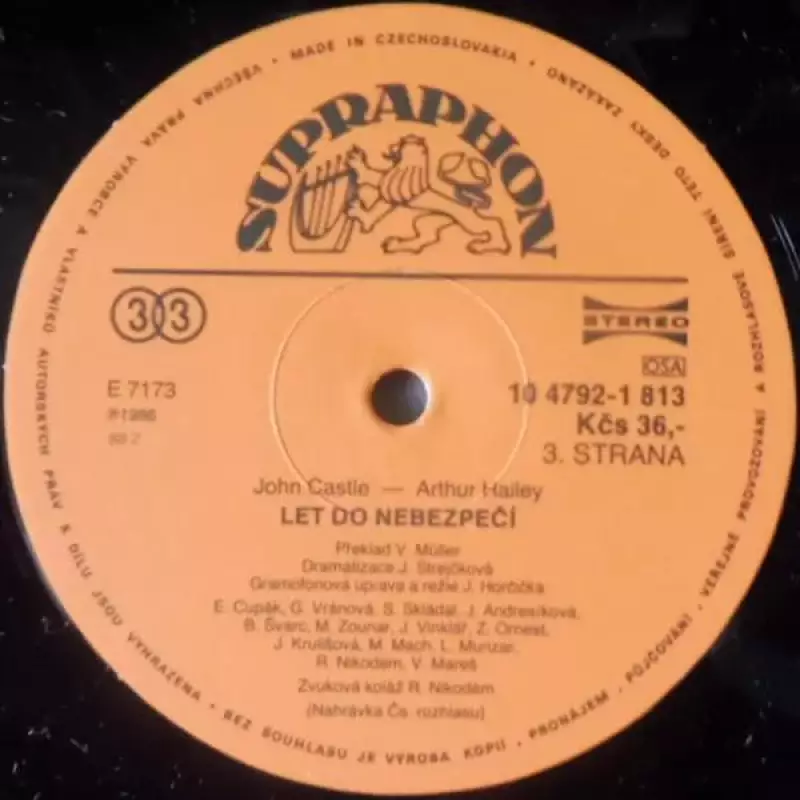 VŠECHNA PRÁVA VÝROBCE A VLASTNÍKŮ AUTORSKÝCH PRÁV K DÍLU JSOU VYHRAZENA • BEZ SOUHLASU JE VÝROBA KOPIÍ • PRONÁJEM • PŮJČOVÁNÍ • VEŘEJNÉ PROVOZOVÁNÍ A ROZHLASOVÉ ŠÍŘENÍ TÉTO DESKY ZAKÁZÁNO • MADE IN CZECHOSLOVAKIA •
SUPRAPHON
33
STEREO
OSA
E 7173
10 4792-1 813
℗1986
Kčs 36,-
3. STRANA
John Castle — Arthur Hailey
LET DO NEBEZPEČÍ
Překlad V. Müller
Dramatizace J. Strejčková
Gramofonová úprava a režie J. Horčička
E. Cupák, G. Vránová, S. Skládal, J. Andresíková,
B. Švarc, M. Zounar, J. Vinklář, Z. Ornest,
J. Krulišová, M. Mach, L. Munzar,
R. Nikodém, V. Mareš
Zvuková koláž R. Nikodém
(Nahrávka Čs. rozhlasu)